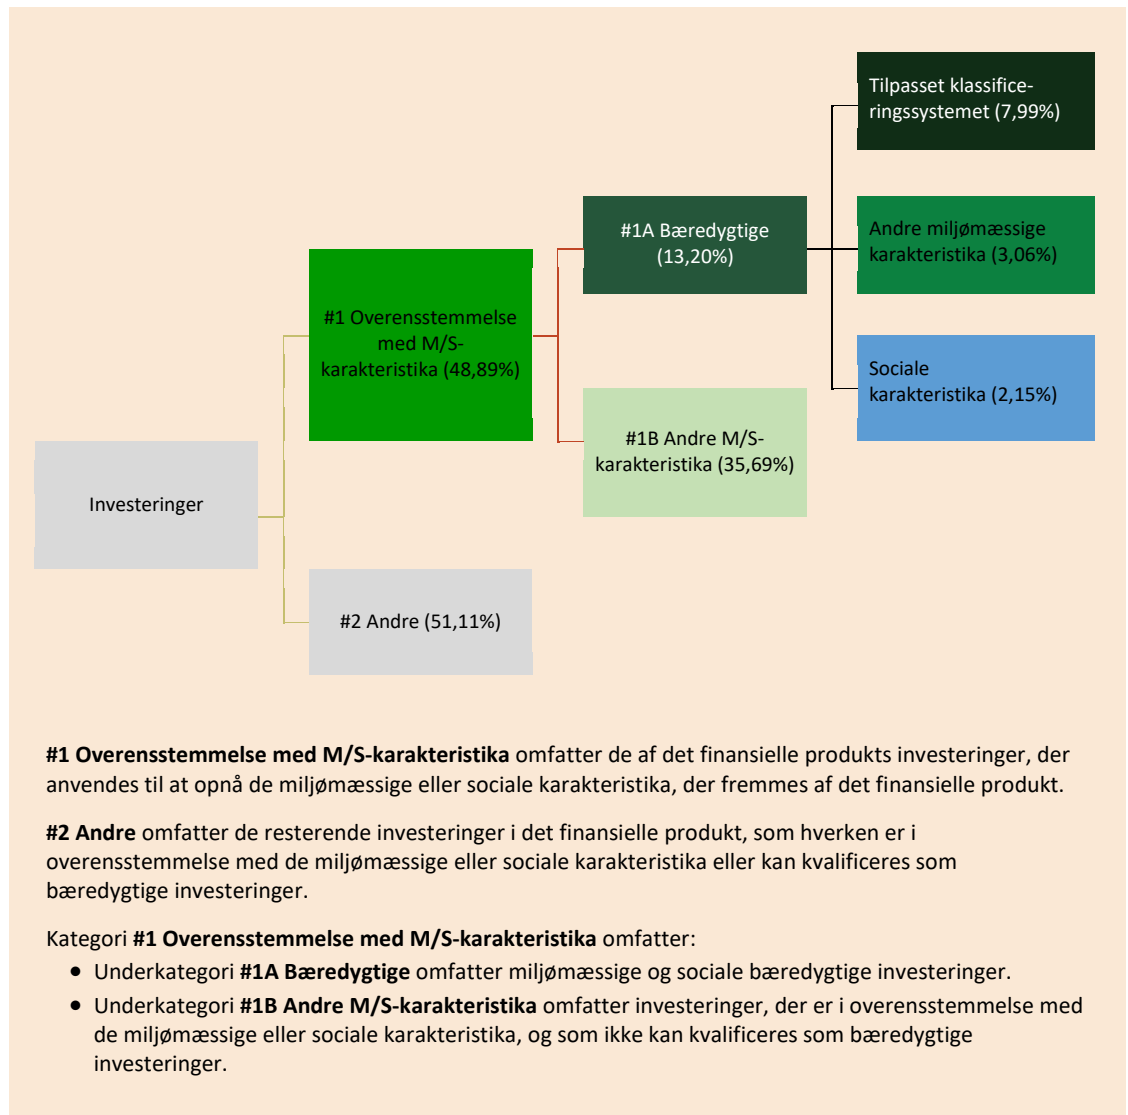 Tilpasset klassifice-
ringssystemet (7,99%)
#1A Bæredygtige
(13,20%)
Andre miljømæssige
karakteristika (3,06%)
#1 Overensstemmelse
med M/S-
karakteristika (48,89%)
Sociale
karakteristika (2,15%)
#1B Andre M/S-
karakteristika (35,69%)
Investeringer
#2 Andre (51,11%)
#1 Overensstemmelse med M/S-karakteristika omfatter de af det finansielle produkts investeringer, der
anvendes til at opnå de miljømæssige eller sociale karakteristika, der fremmes af det finansielle produkt.
#2 Andre omfatter de resterende investeringer i det finansielle produkt, som hverken er i
overensstemmelse med de miljømæssige eller sociale karakteristika eller kan kvalificeres som
bæredygtige investeringer.
Kategori #1 Overensstemmelse med M/S-karakteristika omfatter:
• Underkategori #1A Bæredygtige omfatter miljømæssige og sociale bæredygtige investeringer.
• Underkategori #1B Andre M/S-karakteristika omfatter investeringer, der er i overensstemmelse med
de miljømæssige eller sociale karakteristika, og som ikke kan kvalificeres som bæredygtige
investeringer.